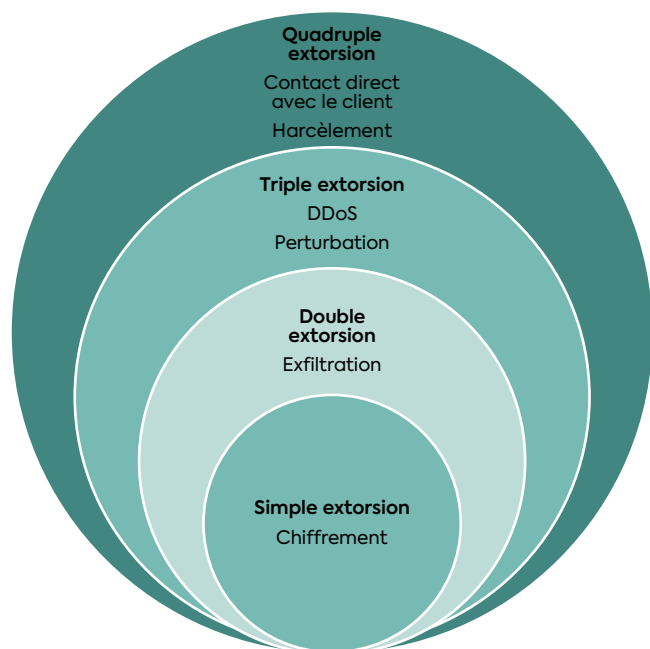 Quadruple
extorsion
Contact direct
avec le client
Harcèlement
Triple extorsion
DDoS
Perturbation
Double
extorsion
Exfiltration
Simple extorsion
Chiffrement